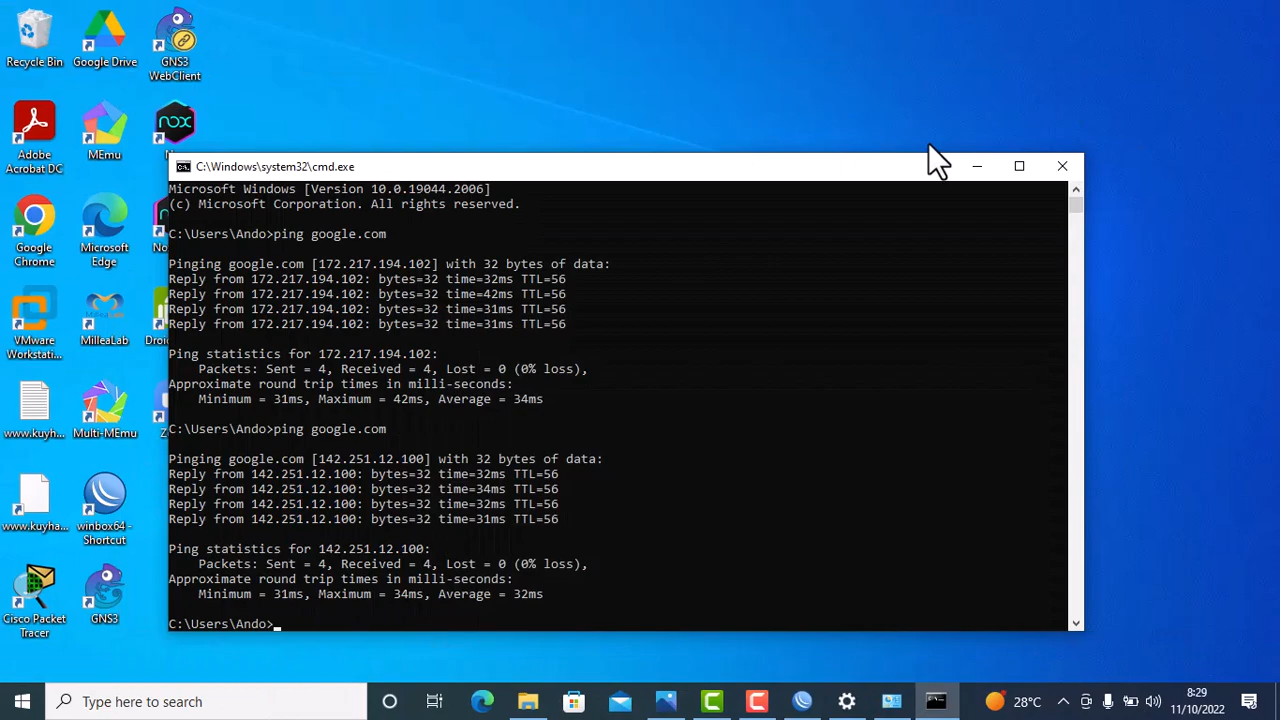 Recycle Bin
Google Drive
GNS3
WebClient
Adobe
Acrobat DC
MEmu
nox
C:\Windows\system32\cmd.exe
Microsoft Windows [Version 10.0.19044.2006]
(c) Microsoft Corporation. All rights reserved.
C:\Users\Ando>ping google.com
Pinging google.com [172.217.194.102] with 32 bytes of data:
Reply from 172.217.194.102: bytes=32 time=32ms TTL=56
Reply from 172.217.194.102: bytes=32 time=42ms TTL=56
Reply from 172.217.194.102: bytes=32 time=31ms TTL=56
Reply from 172.217.194.102: bytes=32 time=31ms TTL=56
Ping statistics for 172.217.194.102:
Packets: Sent = 4, Received = 4, Lost = 0 (0% loss),
Approximate round trip times in milli-seconds:
Minimum = 31ms, Maximum = 42ms, Average = 34ms
C:\Users\Ando>ping google.com
Pinging google.com [142.251.12.100] with 32 bytes of data:
Reply from 142.251.12.100: bytes=32 time=32ms TTL=56
Reply from 142.251.12.100: bytes=32 time=34ms TTL=56
Reply from 142.251.12.100: bytes=32 time=32ms TTL=56
Reply from 142.251.12.100: bytes=32 time=31ms TTL=56
Ping statistics for 142.251.12.100:
Packets: Sent = 4, Received = 4, Lost = 0 (0% loss),
Approximate round trip times in milli-seconds:
Minimum = 31ms, Maximum = 34ms, Average = 32ms
C:\Users\Ando>
Google
Chrome
Microsoft
Edge
VMware
Workstati...
MilleaLab
www.kuyh...
Multi-MEmu
www.kuyha...
winbox64 -
Shortcut
Cisco Packet
Tracer
GNS3
Type here to search
28°C
8:29
11/10/2022